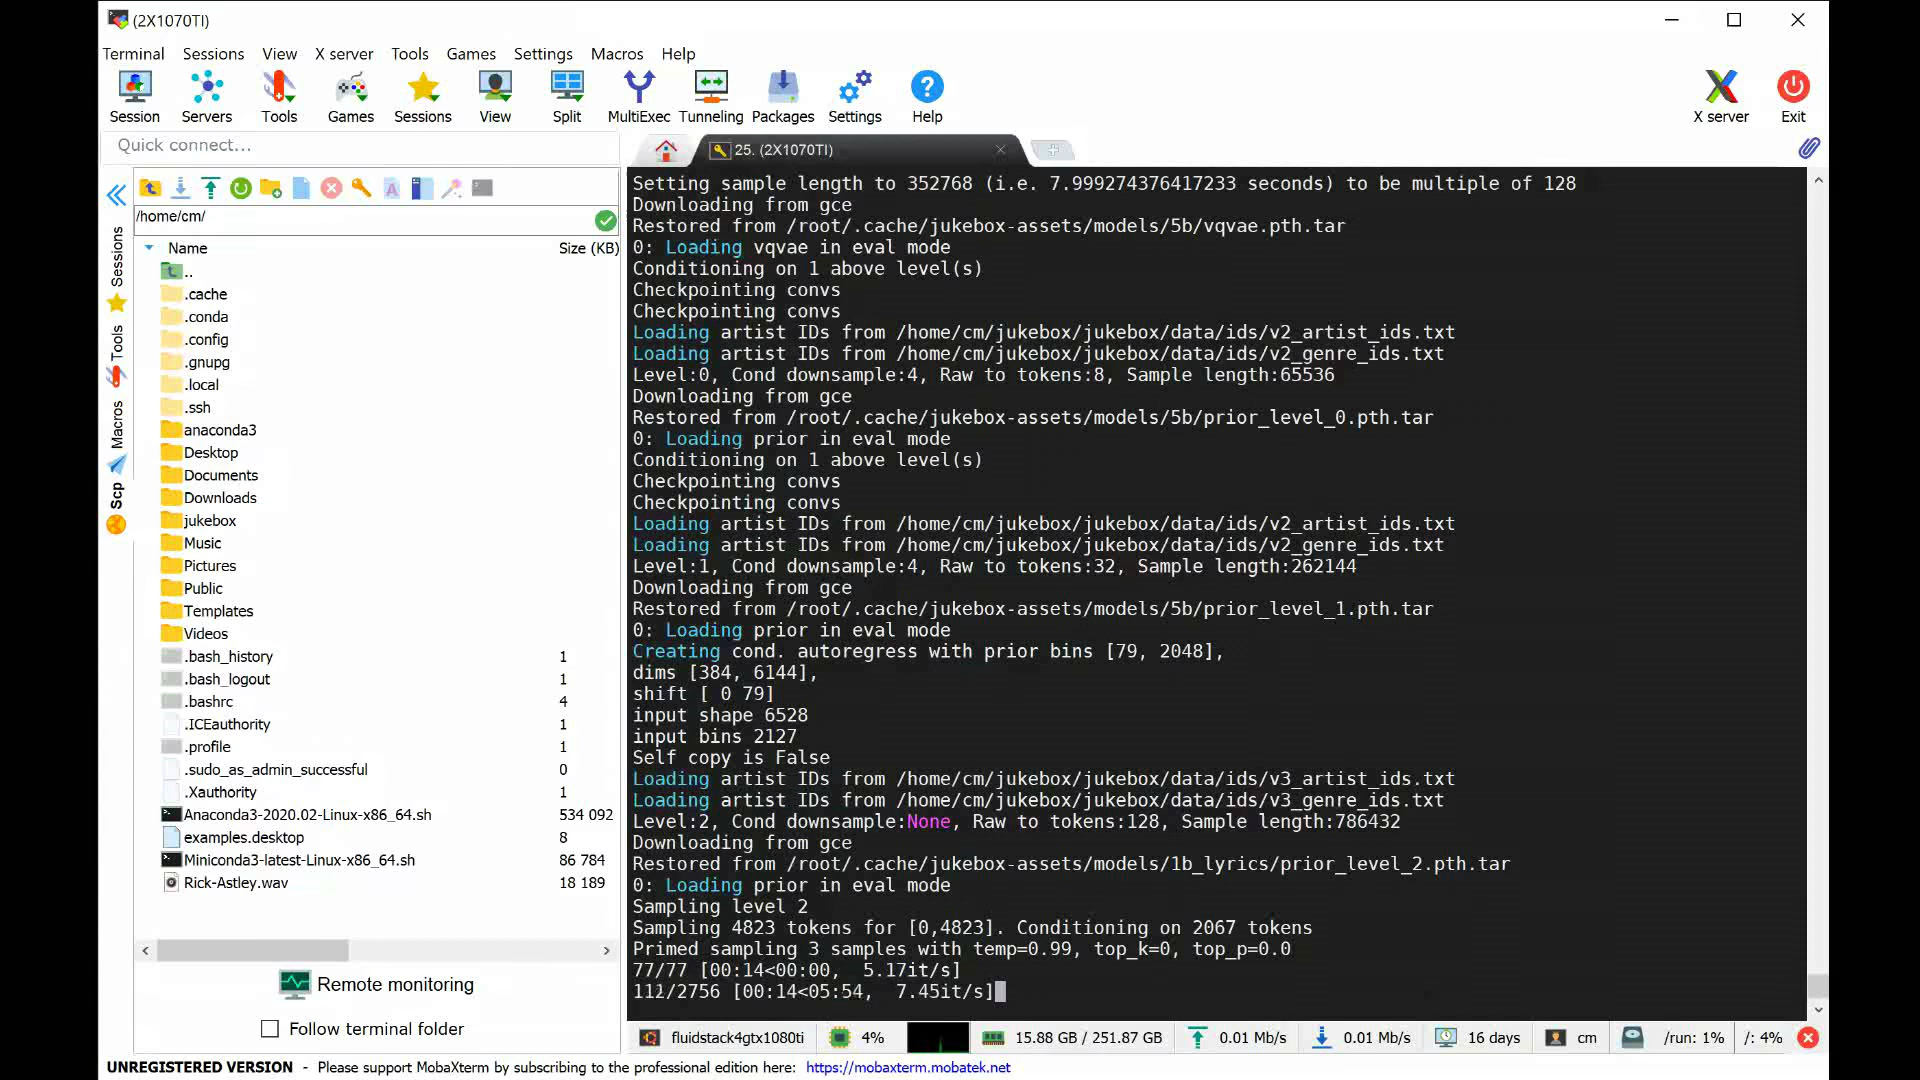 (2X1070TI)
Terminal Sessions View X server Tools Games Settings Macros Help
Session Servers Tools Games Sessions View Split MultiExec Tunneling Packages Settings Help X server Exit
Quick connect...
25. (2X1070TI)
/home/cm/
Name Size (KB)
..
.cache
.conda
.config
.gnupg
.local
.ssh
anaconda3
Desktop
Documents
Downloads
jukebox
Music
Pictures
Public
Templates
Videos
.bash_history 1
.bash_logout 1
.bashrc 4
.ICEauthority 1
.profile 1
.sudo_as_admin_successful 0
.Xauthority 1
Anaconda3-2020.02-Linux-x86_64.sh 534 092
examples.desktop 8
Miniconda3-latest-Linux-x86_64.sh 86 784
Rick-Astley.wav 18 189
Sessions
Tools
Macros
Scp
Remote monitoring
Follow terminal folder
Setting sample length to 352768 (i.e. 7.999274376417233 seconds) to be multiple of 128
Downloading from gce
Restored from /root/.cache/jukebox-assets/models/5b/vqvae.pth.tar
0: Loading vqvae in eval mode
Conditioning on 1 above level(s)
Checkpointing convs
Checkpointing convs
Loading artist IDs from /home/cm/jukebox/jukebox/data/ids/v2_artist_ids.txt
Loading artist IDs from /home/cm/jukebox/jukebox/data/ids/v2_genre_ids.txt
Level:0, Cond downsample:4, Raw to tokens:8, Sample length:65536
Downloading from gce
Restored from /root/.cache/jukebox-assets/models/5b/prior_level_0.pth.tar
0: Loading prior in eval mode
Conditioning on 1 above level(s)
Checkpointing convs
Checkpointing convs
Loading artist IDs from /home/cm/jukebox/jukebox/data/ids/v2_artist_ids.txt
Loading artist IDs from /home/cm/jukebox/jukebox/data/ids/v2_genre_ids.txt
Level:1, Cond downsample:4, Raw to tokens:32, Sample length:262144
Downloading from gce
Restored from /root/.cache/jukebox-assets/models/5b/prior_level_1.pth.tar
0: Loading prior in eval mode
Creating cond. autoregress with prior bins [79, 2048],
dims [384, 6144],
shift [ 0 79]
input shape 6528
input bins 2127
Self copy is False
Loading artist IDs from /home/cm/jukebox/jukebox/data/ids/v3_artist_ids.txt
Loading artist IDs from /home/cm/jukebox/jukebox/data/ids/v3_genre_ids.txt
Level:2, Cond downsample:None, Raw to tokens:128, Sample length:786432
Downloading from gce
Restored from /root/.cache/jukebox-assets/models/1b_lyrics/prior_level_2.pth.tar
0: Loading prior in eval mode
Sampling level 2
Sampling 4823 tokens for [0,4823]. Conditioning on 2067 tokens
Primed sampling 3 samples with temp=0.99, top_k=0, top_p=0.0
77/77 [00:14<00:00, 5.17it/s]
112/2756 [00:14<05:54, 7.45it/s]
fluidstack4gtx1080ti 4% 15.88 GB / 251.87 GB 0.01 Mb/s 0.01 Mb/s 16 days cm /run: 1% /: 4%
UNREGISTERED VERSION - Please support MobaXterm by subscribing to the professional edition here: https://mobaxterm.mobatek.net